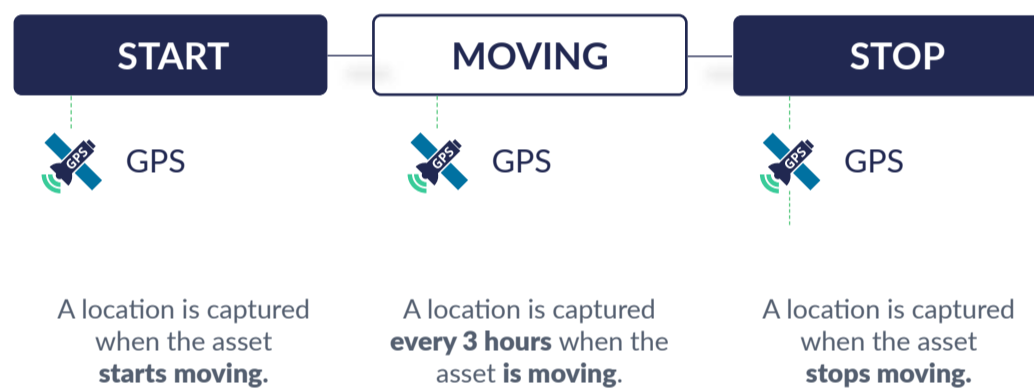 START
MOVING
STOP
GPS
GPS
GPS
GPS
GPS
GPS
A location is captured
when the asset
starts moving.
A location is captured
every 3 hours when the
asset is moving.
A location is captured
when the asset
stops moving.